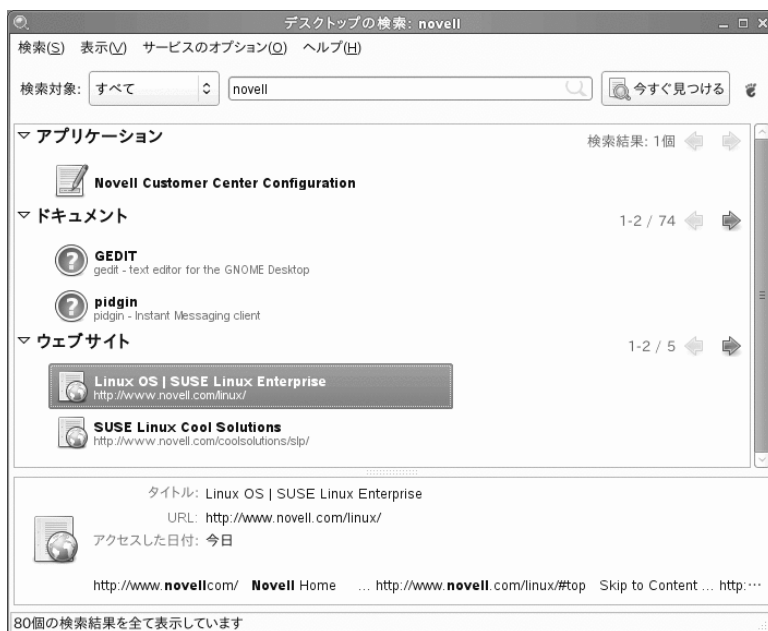 デスクトップの検索: novell
検索(S) 表示(V) サービスのオプション(O) ヘルプ(H)
検索対象: すべて novell 今すぐ見つける
アプリケーション 検索結果: 1個
Novell Customer Center Configuration
ドキュメント 1-2 / 74
GEDIT
gedit - text editor for the GNOME Desktop
pidgin
pidgin - Instant Messaging client
ウェブサイト 1-2 / 5
Linux OS | SUSE Linux Enterprise
http://www.novell.com/linux/
SUSE Linux Cool Solutions
http://www.novell.com/coolsolutions/slp/
タイトル: Linux OS | SUSE Linux Enterprise
URL: http://www.novell.com/linux/
アクセスした日付: 今日
http://www.novellcom/ Novell Home ... http://www.novell.com/linux/#top Skip to Content ... http:…
80個の検索結果を全て表示しています